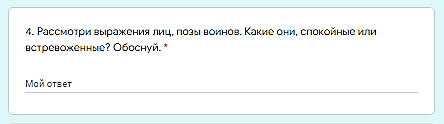 4. Рассмотри выражения лиц, позы воинов. Какие они, спокойные или
встревоженные? Обоснуй. *
Мой ответ